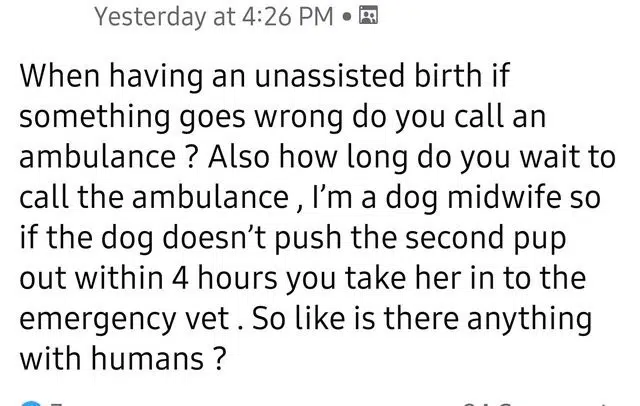 Yesterday at 4:26 PM •
When having an unassisted birth if
something goes wrong do you call an
ambulance ? Also how long do you wait to
call the ambulance , I'm a dog midwife so
if the dog doesn't push the second pup
out within 4 hours you take her in to the
emergency vet . So like is there anything
with humans ?